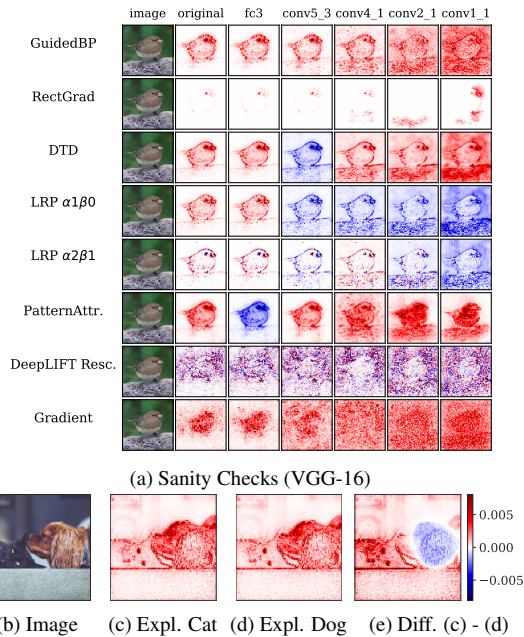 image original fc3 conv5_3 conv4_1 conv2_1 conv1_1
GuidedBP
RectGrad
DTD
LRP α1β0
LRP α2β1
PatternAttr.
DeepLIFT Resc.
Gradient
(a) Sanity Checks (VGG-16)
0.005
0.000
−0.005
(b) Image (c) Expl. Cat (d) Expl. Dog (e) Diff. (c) - (d)